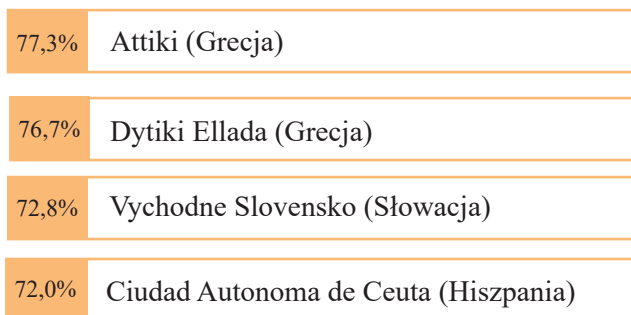 77,3% Attiki (Grecja)
76,7% Dytiki Ellada (Grecja)
72,8% Vychodne Slovensko (Słowacja)
72,0% Ciudad Autonoma de Ceuta (Hiszpania)